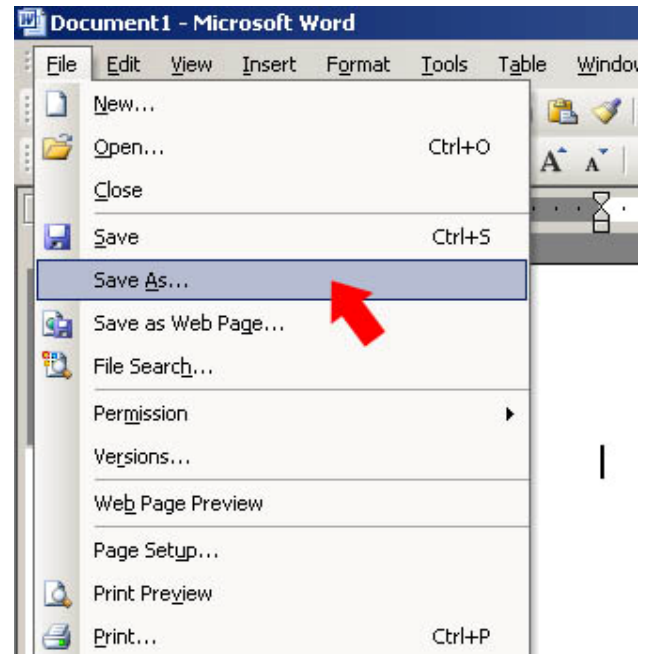 Document1 - Microsoft Word
File Edit View Insert Format Tools Table Window
New...
Open... Ctrl+O
Close
Save Ctrl+S
Save As...
Save as Web Page...
File Search...
Permission
Versions...
Web Page Preview
Page Setup...
Print Preview
Print... Ctrl+P